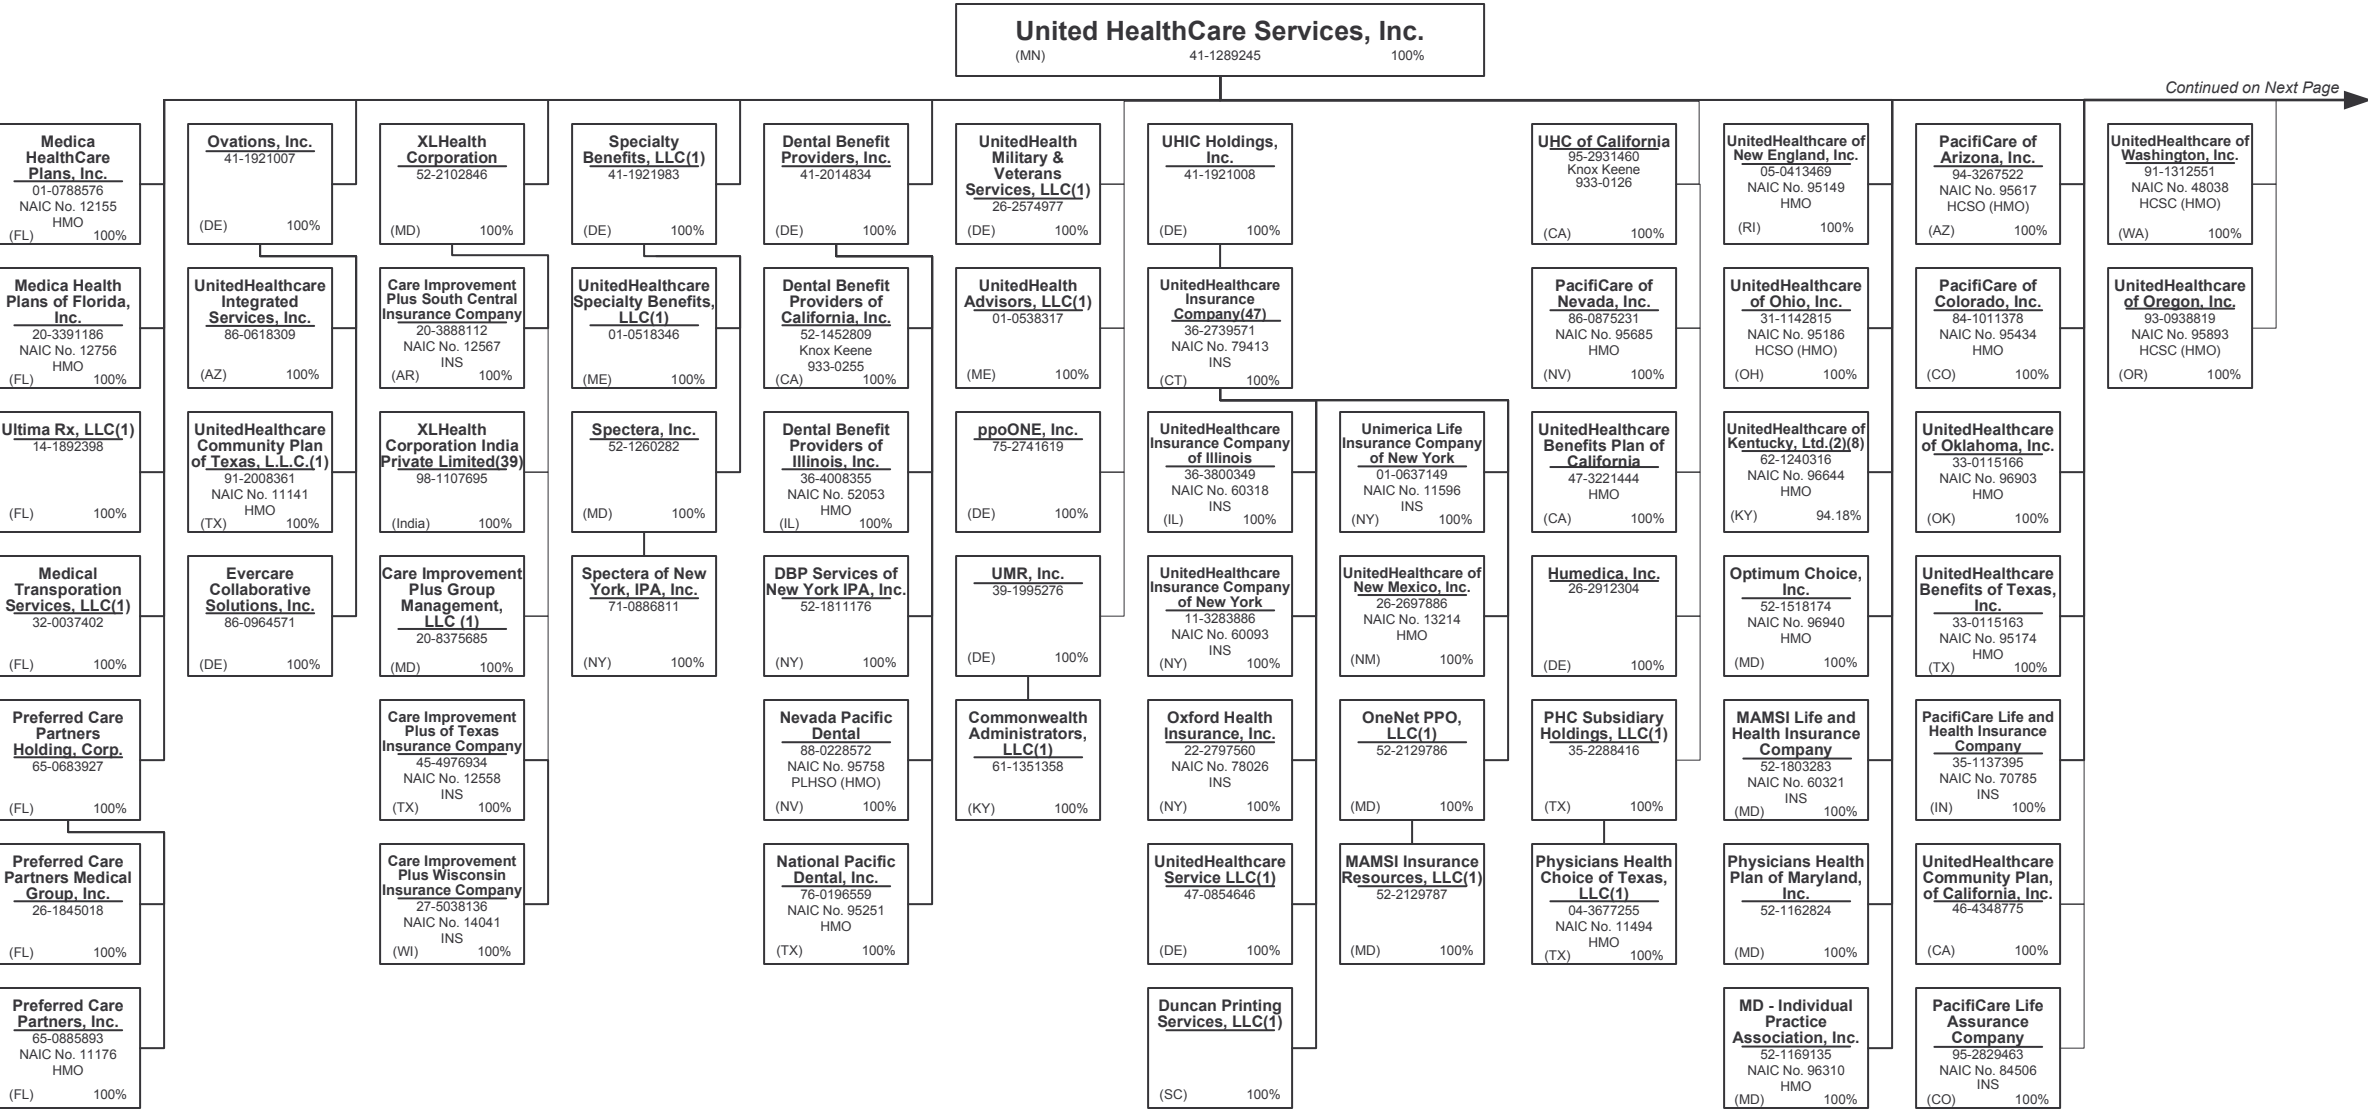 United HealthCare Services, Inc.
(MN) 41-1289245 100%
Continued on Next Page
Medica
HealthCare
Plans, Inc.
01-0788576
NAIC No. 12155
HMO
(FL) 100%
Medica Health
Plans of Florida,
Inc.
20-3391186
NAIC No. 12756
HMO
(FL) 100%
Ultima Rx, LLC(1)
14-1892398
(FL) 100%
Medical
Transporation
Services, LLC(1)
32-0037402
(FL) 100%
Preferred Care
Partners
Holding, Corp.
65-0683927
(FL) 100%
Preferred Care
Partners Medical
Group, Inc.
26-1845018
(FL) 100%
Preferred Care
Partners, Inc.
65-0885893
NAIC No. 11176
HMO
(FL) 100%
Ovations, Inc.
41-1921007
(DE) 100%
UnitedHealthcare
Integrated
Services, Inc.
86-0618309
(AZ) 100%
UnitedHealthcare
Community Plan
of Texas, L.L.C.(1)
91-2008361
NAIC No. 11141
HMO
(TX) 100%
Evercare
Collaborative
Solutions, Inc.
86-0964571
(DE) 100%
XLHealth
Corporation
52-2102846
(MD) 100%
Care Improvement
Plus South Central
Insurance Company
20-3888112
NAIC No. 12567
INS
(AR) 100%
XLHealth
Corporation India
Private Limited(39)
98-1107695
(India) 100%
Care Improvement
Plus Group
Management,
LLC (1)
20-8375685
(MD) 100%
Care Improvement
Plus of Texas
Insurance Company
45-4976934
NAIC No. 12558
INS
(TX) 100%
Care Improvement
Plus Wisconsin
Insurance Company
27-5038136
NAIC No. 14041
INS
(WI) 100%
Specialty
Benefits, LLC(1)
41-1921983
(DE) 100%
UnitedHealthcare
Specialty Benefits,
LLC(1)
01-0518346
(ME) 100%
Spectera, Inc.
52-1260282
(MD) 100%
Spectera of New
York, IPA, Inc.
71-0886811
(NY) 100%
Dental Benefit
Providers, Inc.
41-2014834
(DE) 100%
Dental Benefit
Providers of
California, Inc.
52-1452809
Knox Keene
933-0255
(CA) 100%
Dental Benefit
Providers of
Illinois, Inc.
36-4008355
NAIC No. 52053
HMO
(IL) 100%
DBP Services of
New York IPA, Inc.
52-1811176
(NY) 100%
Nevada Pacific
Dental
88-0228572
NAIC No. 95758
PLHSO (HMO)
(NV) 100%
National Pacific
Dental, Inc.
76-0196559
NAIC No. 95251
HMO
(TX) 100%
UnitedHealth
Military &
Veterans
Services, LLC(1)
26-2574977
(DE) 100%
UnitedHealth
Advisors, LLC(1)
01-0538317
(ME) 100%
ppoONE, Inc.
75-2741619
(DE) 100%
UMR, Inc.
39-1995276
(DE) 100%
Commonwealth
Administrators,
LLC(1)
61-1351358
(KY) 100%
UHIC Holdings,
Inc.
41-1921008
(DE) 100%
UnitedHealthcare
Insurance
Company(47)
36-2739571
NAIC No. 79413
INS
(CT) 100%
UnitedHealthcare
Insurance Company
of Illinois
36-3800349
NAIC No. 60318
INS
(IL) 100%
UnitedHealthcare
Insurance Company
of New York
11-3283886
NAIC No. 60093
INS
(NY) 100%
Oxford Health
Insurance, Inc.
22-2797560
NAIC No. 78026
INS
(NY) 100%
UnitedHealthcare
Service LLC(1)
47-0854646
(DE) 100%
Duncan Printing
Services, LLC(1)
(SC) 100%
Unimerica Life
Insurance Company
of New York
01-0637149
NAIC No. 11596
INS
(NY) 100%
UnitedHealthcare of
New Mexico, Inc.
26-2697886
NAIC No. 13214
HMO
(NM) 100%
OneNet PPO,
LLC(1)
52-2129786
(MD) 100%
MAMSI Insurance
Resources, LLC(1)
52-2129787
(MD) 100%
UHC of California
95-2931460
Knox Keene
933-0126
(CA) 100%
PacifiCare of
Nevada, Inc.
86-0875231
NAIC No. 95685
HMO
(NV) 100%
UnitedHealthcare
Benefits Plan of
California
47-3221444
HMO
(CA) 100%
Humedica, Inc.
26-2912304
(DE) 100%
PHC Subsidiary
Holdings, LLC(1)
35-2288416
(TX) 100%
Physicians Health
Choice of Texas,
LLC(1)
04-3677255
NAIC No. 11494
HMO
(TX) 100%
UnitedHealthcare of
New England, Inc.
05-0413469
NAIC No. 95149
HMO
(RI) 100%
UnitedHealthcare
of Ohio, Inc.
31-1142815
NAIC No. 95186
HCSO (HMO)
(OH) 100%
UnitedHealthcare of
Kentucky, Ltd.(2)(8)
62-1240316
NAIC No. 96644
HMO
(KY) 94.18%
Optimum Choice,
Inc.
52-1518174
NAIC No. 96940
HMO
(MD) 100%
MAMSI Life and
Health Insurance
Company
52-1803283
NAIC No. 60321
INS
(MD) 100%
Physicians Health
Plan of Maryland,
Inc.
52-1162824
(MD) 100%
MD - Individual
Practice
Association, Inc.
52-1169135
NAIC No. 96310
HMO
(MD) 100%
PacifiCare of
Arizona, Inc.
94-3267522
NAIC No. 95617
HCSO (HMO)
(AZ) 100%
PacifiCare of
Colorado, Inc.
84-1011378
NAIC No. 95434
HMO
(CO) 100%
UnitedHealthcare
of Oklahoma, Inc.
33-0115166
NAIC No. 96903
HMO
(OK) 100%
UnitedHealthcare
Benefits of Texas,
Inc.
33-0115163
NAIC No. 95174
HMO
(TX) 100%
PacifiCare Life and
Health Insurance
Company
35-1137395
NAIC No. 70785
INS
(IN) 100%
UnitedHealthcare
Community Plan,
of California, Inc.
46-4348775
(CA) 100%
PacifiCare Life
Assurance
Company
95-2829463
NAIC No. 84506
INS
(CO) 100%
UnitedHealthcare of
Washington, Inc.
91-1312551
NAIC No. 48038
HCSC (HMO)
(WA) 100%
UnitedHealthcare
of Oregon, Inc.
93-0938819
NAIC No. 95893
HCSC (HMO)
(OR) 100%